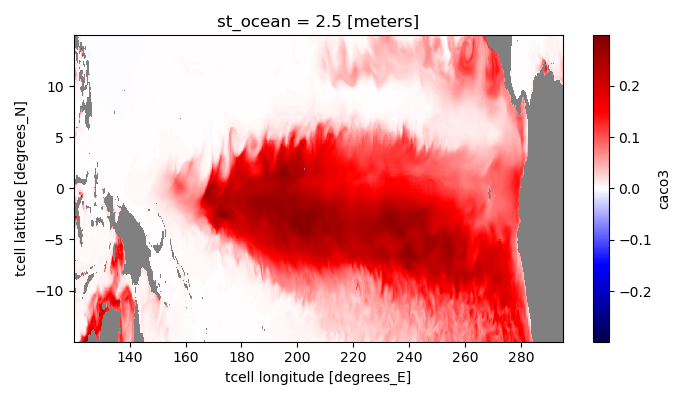 st_ocean = 2.5 [meters]
10
5
0
−5
−10
tcell latitude [degrees_N]
140 160 180 200 220 240 260 280
tcell longitude [degrees_E]
0.2
0.1
0.0
−0.1
−0.2
caco3